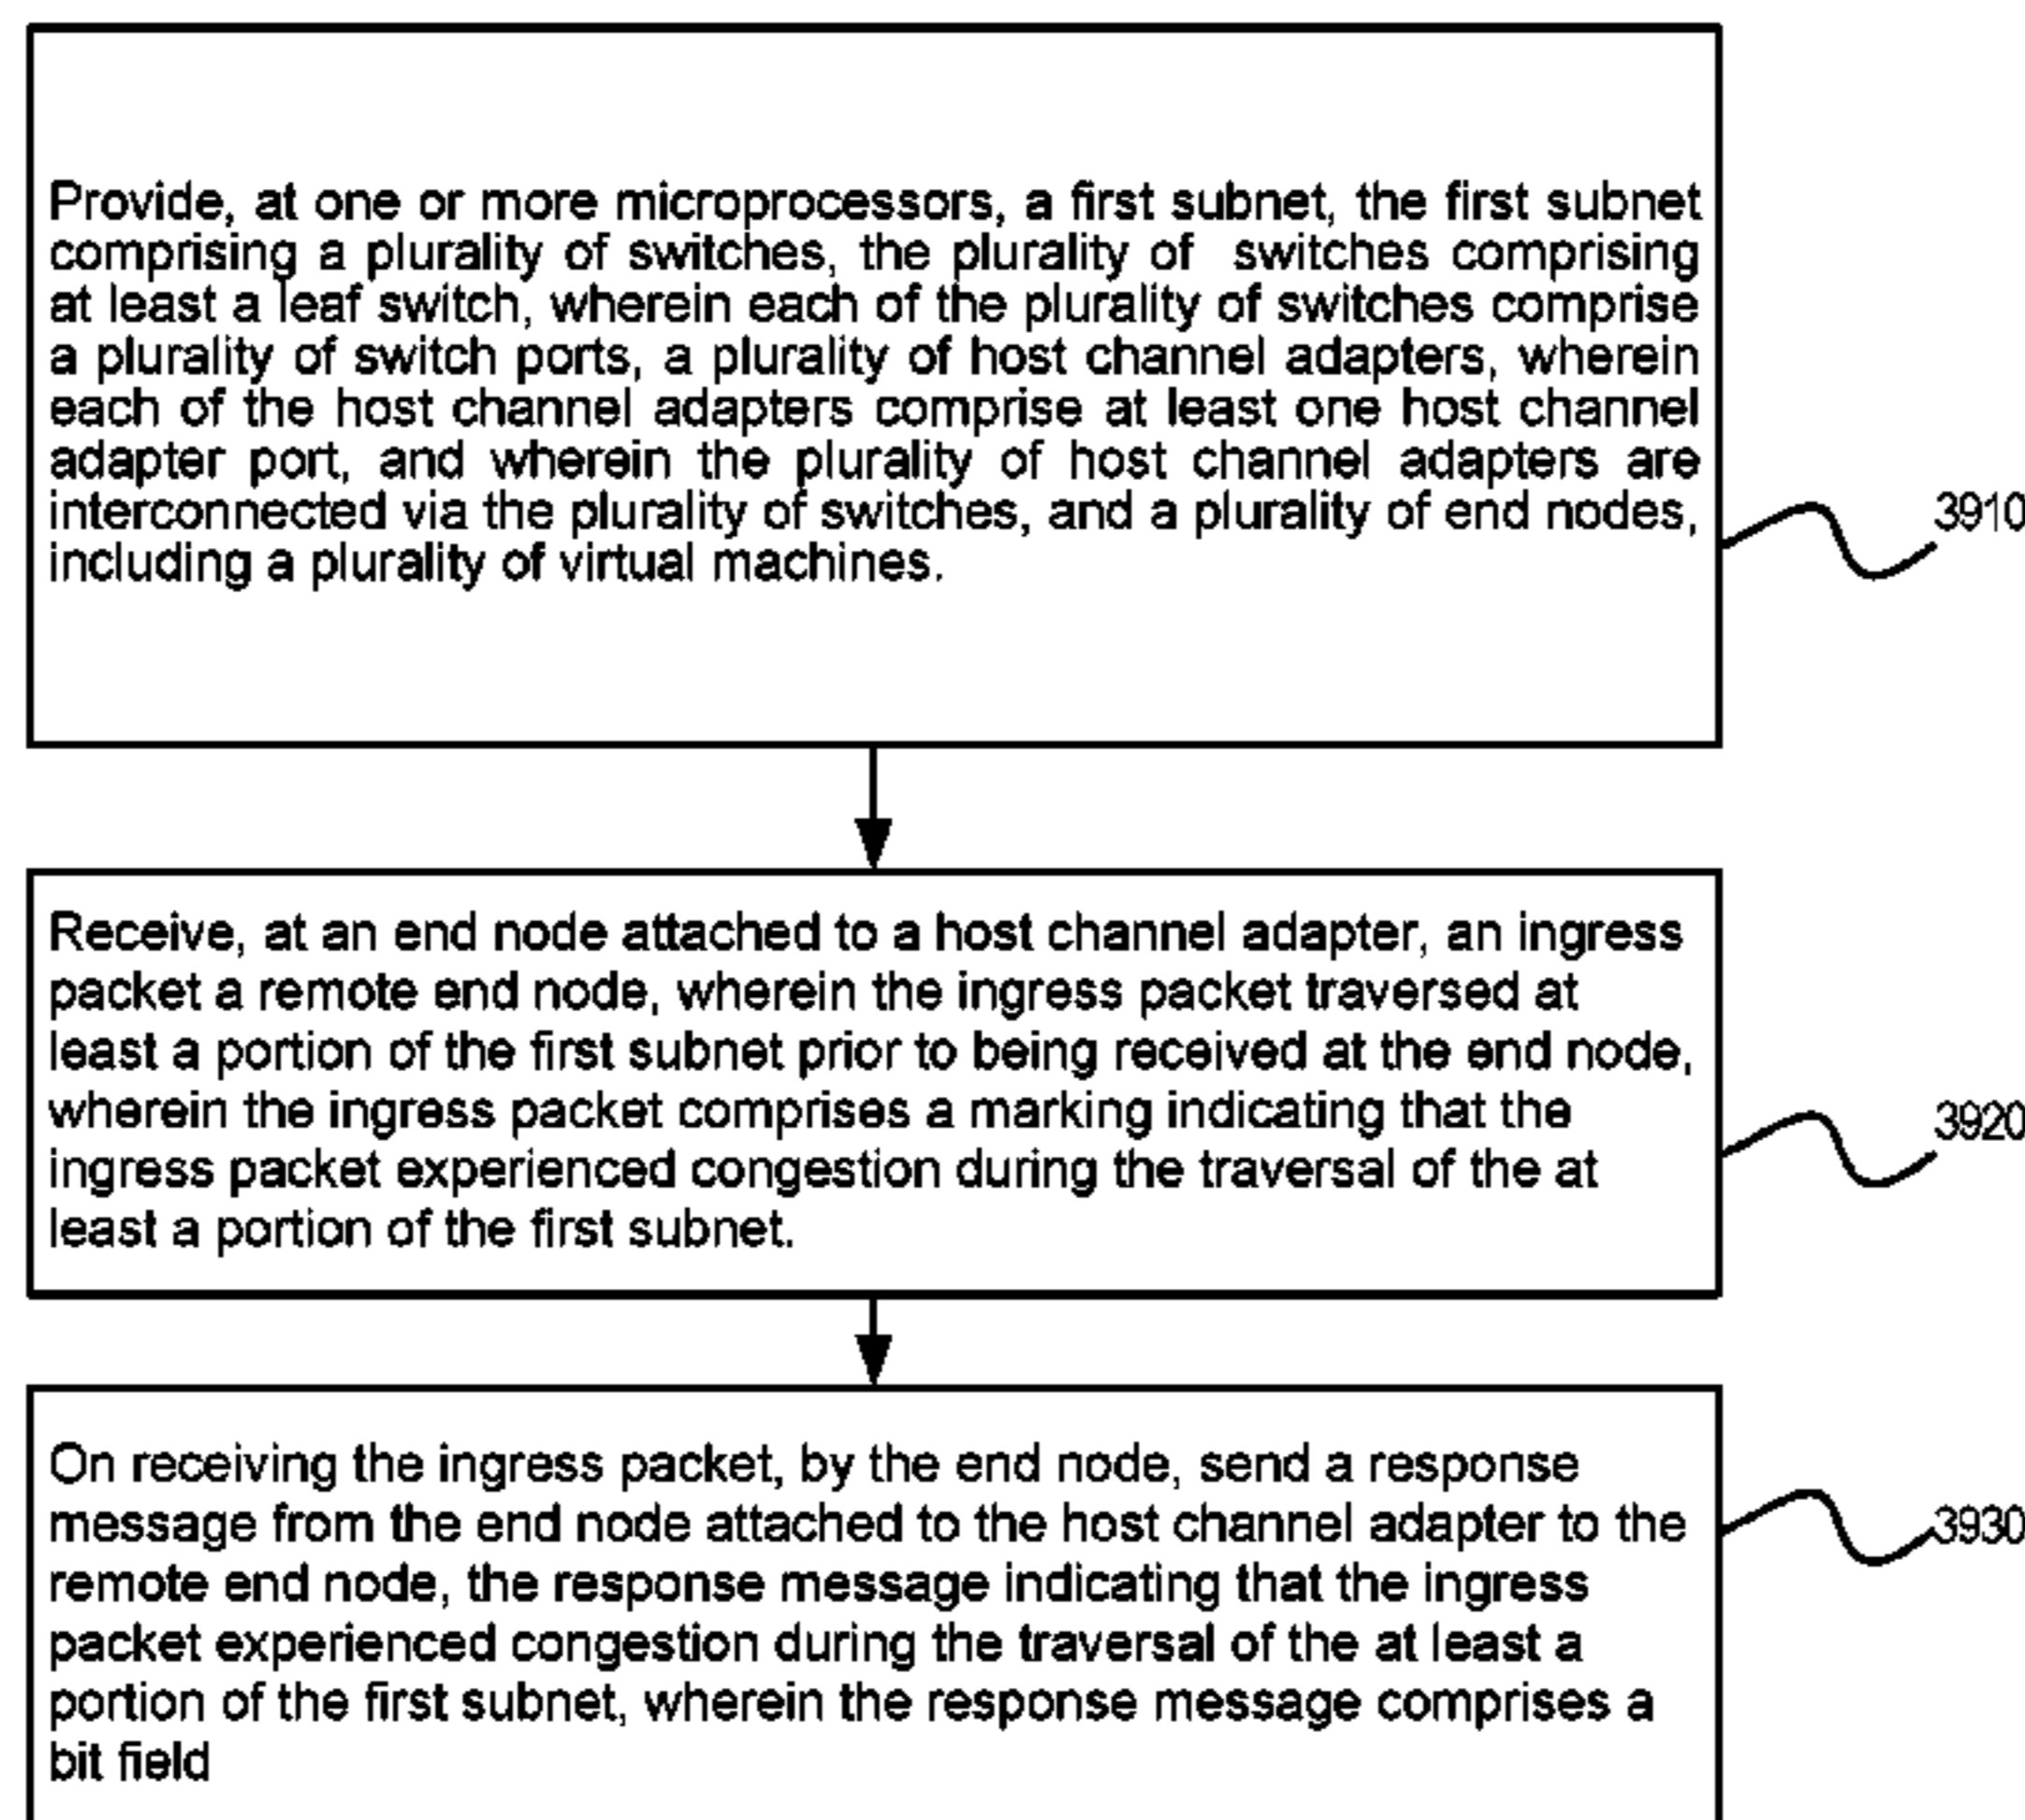 Provide, at one or more microprocessors, a first subnet, the first subnet
comprising a plurality of switches, the plurality of switches comprising
at least a leaf switch, wherein each of the plurality of switches comprise
a plurality of switch ports, a plurality of host channel adapters, wherein
each of the host channel adapters comprise at least one host channel
adapter port, and wherein the plurality of host channel adapters are
interconnected via the plurality of switches, and a plurality of end nodes,
including a plurality of virtual machines.
3910
Receive, at an end node attached to a host channel adapter, an ingress
packet a remote end node, wherein the ingress packet traversed at
least a portion of the first subnet prior to being received at the end node,
wherein the ingress packet comprises a marking indicating that the
ingress packet experienced congestion during the traversal of the at
least a portion of the first subnet.
3920
On receiving the ingress packet, by the end node, send a response
message from the end node attached to the host channel adapter to the
remote end node, the response message indicating that the ingress
packet experienced congestion during the traversal of the at least a
portion of the first subnet, wherein the response message comprises a
bit field
3930